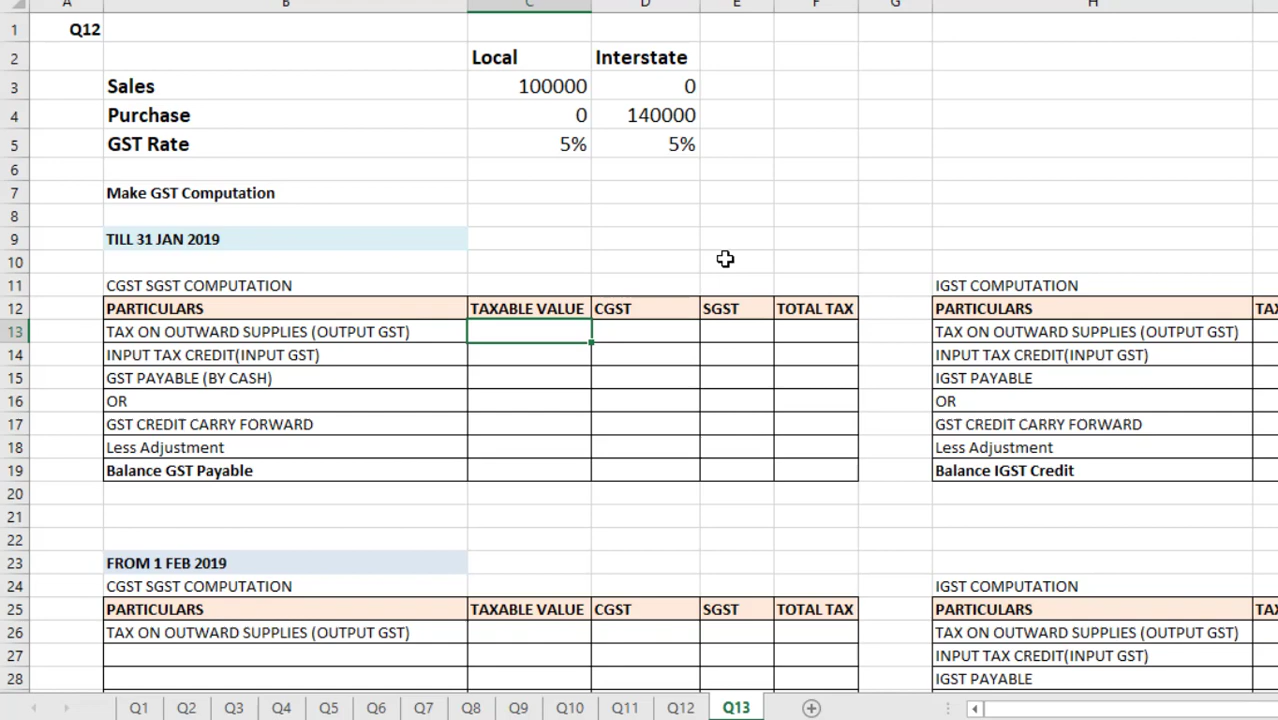 A B C D E F G H
1 Q12
2 Local Interstate
3 Sales 100000 0
4 Purchase 0 140000
5 GST Rate 5% 5%
6
7 Make GST Computation
8
9 TILL 31 JAN 2019
10
11 CGST SGST COMPUTATION IGST COMPUTATION
12 PARTICULARS TAXABLE VALUE CGST SGST TOTAL TAX PARTICULARS TAX
13 TAX ON OUTWARD SUPPLIES (OUTPUT GST) TAX ON OUTWARD SUPPLIES (OUTPUT GST)
14 INPUT TAX CREDIT(INPUT GST) INPUT TAX CREDIT(INPUT GST)
15 GST PAYABLE (BY CASH) IGST PAYABLE
16 OR OR
17 GST CREDIT CARRY FORWARD GST CREDIT CARRY FORWARD
18 Less Adjustment Less Adjustment
19 Balance GST Payable Balance IGST Credit
20
21
22
23 FROM 1 FEB 2019
24 CGST SGST COMPUTATION IGST COMPUTATION
25 PARTICULARS TAXABLE VALUE CGST SGST TOTAL TAX PARTICULARS TAX
26 TAX ON OUTWARD SUPPLIES (OUTPUT GST) TAX ON OUTWARD SUPPLIES (OUTPUT GST)
27 INPUT TAX CREDIT(INPUT GST)
28 IGST PAYABLE
Q1 Q2 Q3 Q4 Q5 Q6 Q7 Q8 Q9 Q10 Q11 Q12 Q13